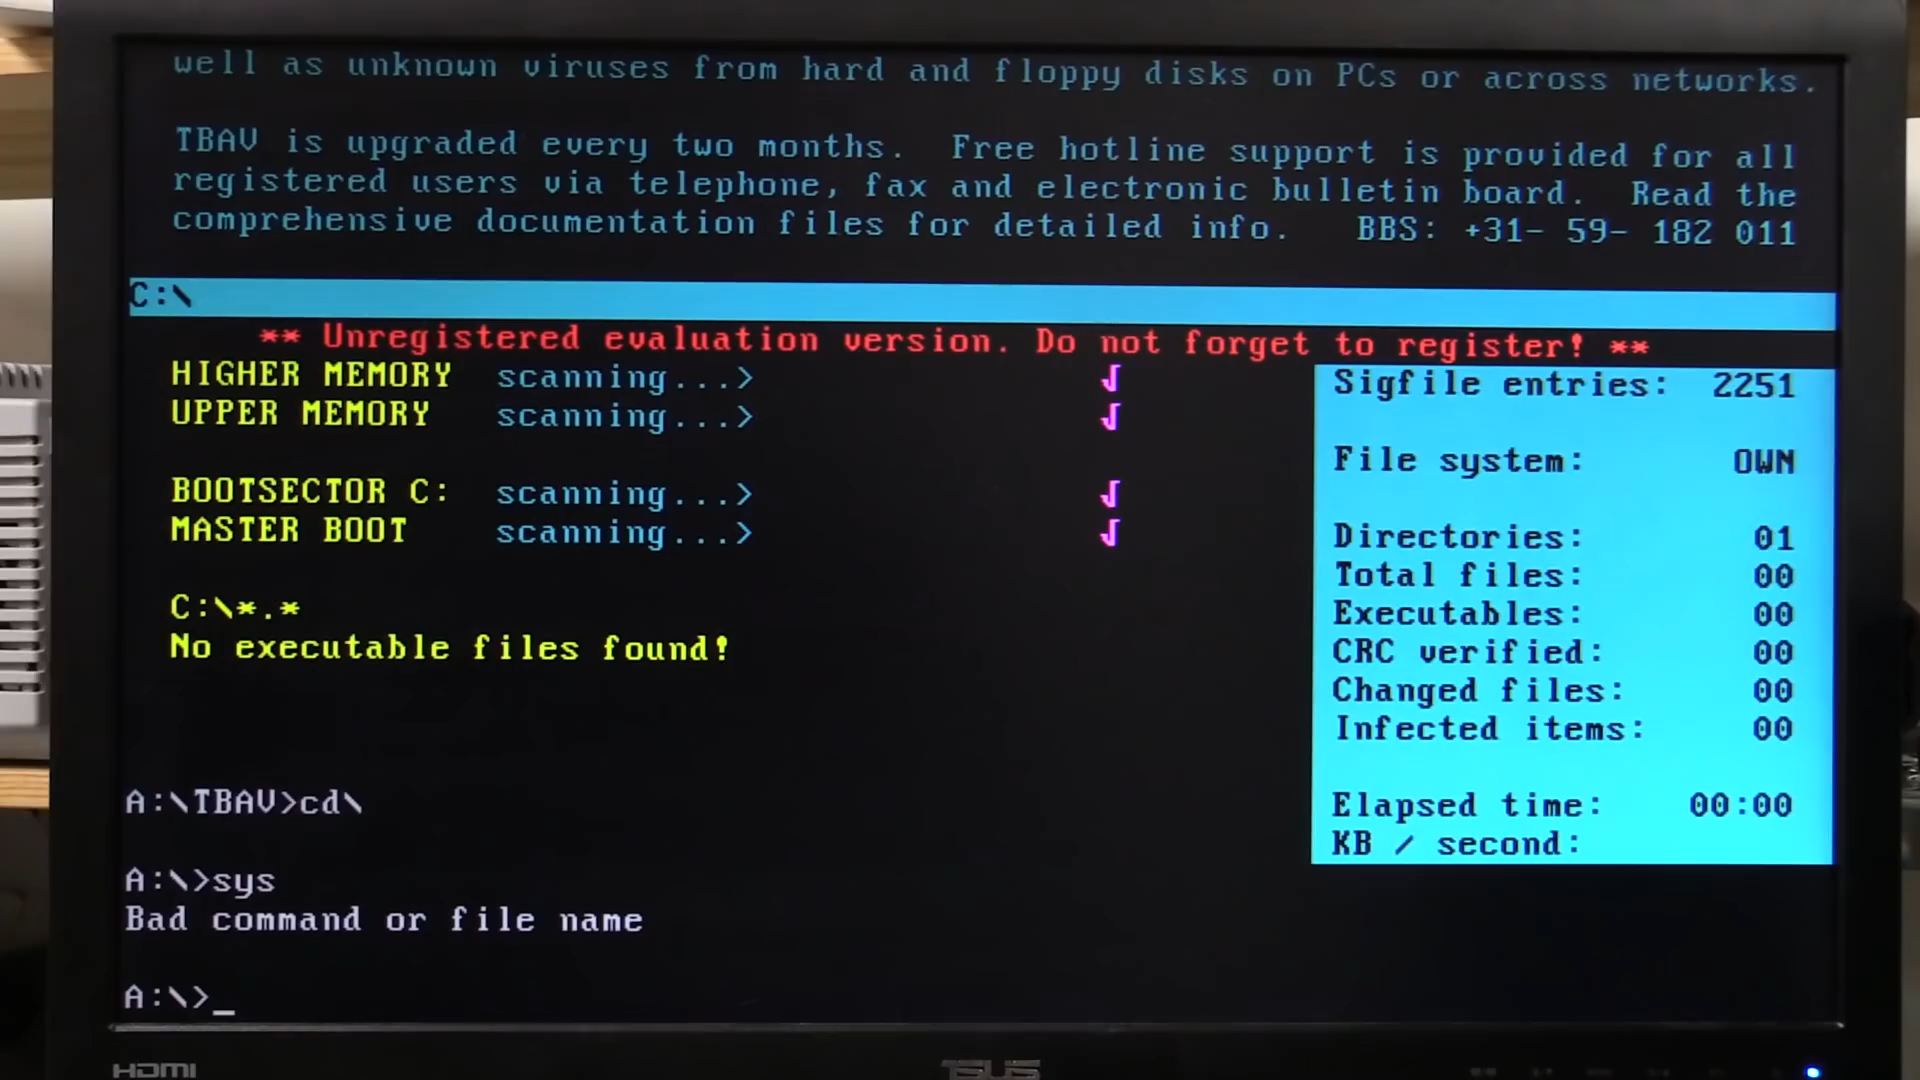 well as unknown viruses from hard and floppy disks on PCs or across networks.
TBAV is upgraded every two months.  Free hotline support is provided for all
registered users via telephone, fax and electronic bulletin board.  Read the
comprehensive documentation files for detailed info.   BBS: +31- 59- 182 011
C:\
** Unregistered evaluation version. Do not forget to register! **
HIGHER MEMORY  scanning...>  √  Sigfile entries: 2251
UPPER MEMORY  scanning...>  √
File system: OWN
BOOTSECTOR C:  scanning...>  √
MASTER BOOT  scanning...>  √  Directories: 01
Total files: 00
C:\*.*  Executables: 00
No executable files found!  CRC verified: 00
Changed files: 00
Infected items: 00
A:\TBAV>cd\  Elapsed time: 00:00
KB / second:
A:\>sys
Bad command or file name
A:\>_
HDMI
ASUS